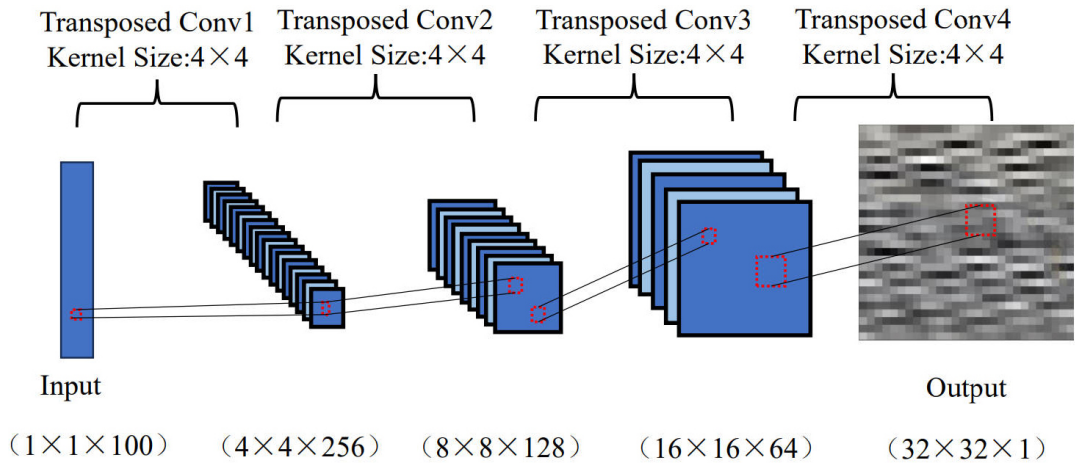 Transposed Conv1
Kernel Size:4×4
Transposed Conv2
Kernel Size:4×4
Transposed Conv3
Kernel Size:4×4
Transposed Conv4
Kernel Size:4×4
Input
Output
（1×1×100）
（4×4×256）
（8×8×128）
（16×16×64）
（32×32×1）